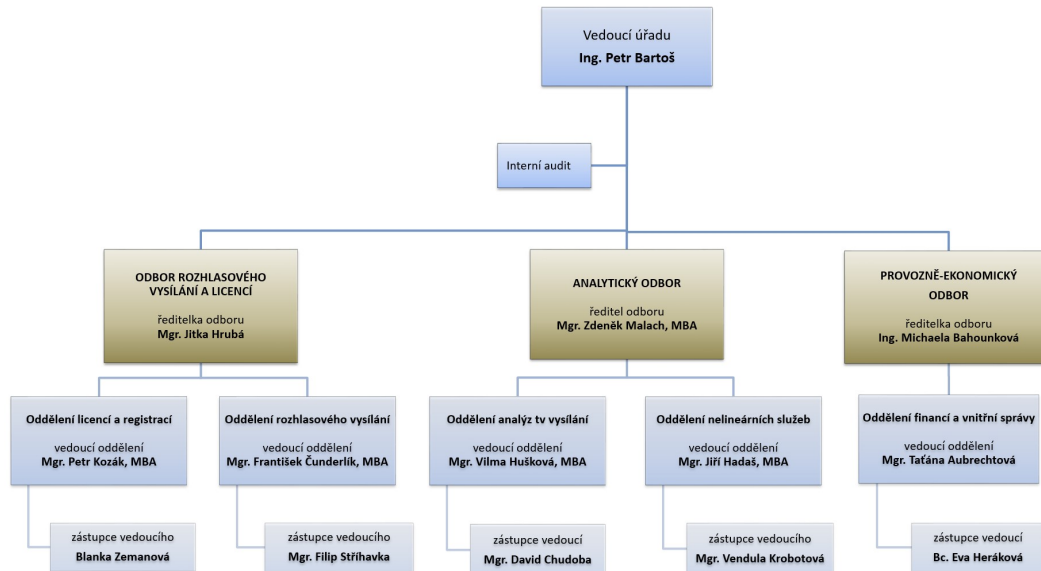 Vedoucí úřadu
Ing. Petr Bartoš
Interní audit
ODBOR ROZHLASOVÉHO
VYSÍLÁNÍ A LICENCÍ
ředitelka odboru
Mgr. Jitka Hrubá
ANALYTICKÝ ODBOR
ředitel odboru
Mgr. Zdeněk Malach, MBA
PROVOZNĚ-EKONOMICKÝ
ODBOR
ředitelka odboru
Ing. Michaela Bahounková
Oddělení licencí a registrací
vedoucí oddělení
Mgr. Petr Kozák, MBA
Oddělení rozhlasového vysílání
vedoucí oddělení
Mgr. František Čunderlík, MBA
Oddělení analýz tv vysílání
vedoucí oddělení
Mgr. Vilma Hušková, MBA
Oddělení nelineárních služeb
vedoucí oddělení
Mgr. Jiří Hadaš, MBA
Oddělení financí a vnitřní správy
vedoucí oddělení
Mgr. Taťána Aubrechtová
zástupce vedoucího
Blanka Zemanová
zástupce vedoucího
Mgr. Filip Stříhavka
zástupce vedoucí
Mgr. David Chudoba
zástupce vedoucího
Mgr. Vendula Krobotová
zástupce vedoucí
Bc. Eva Heráková